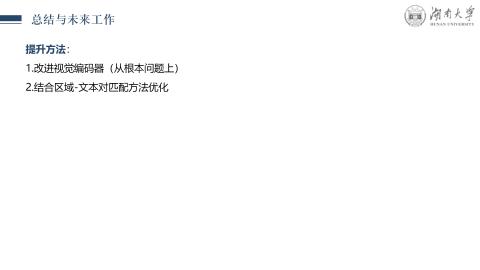 总结与未来工作
湖南大学
HUNAN UNIVERSITY
提升方法：
1.改进视觉编码器（从根本问题上）
2.结合区域-文本对匹配方法优化